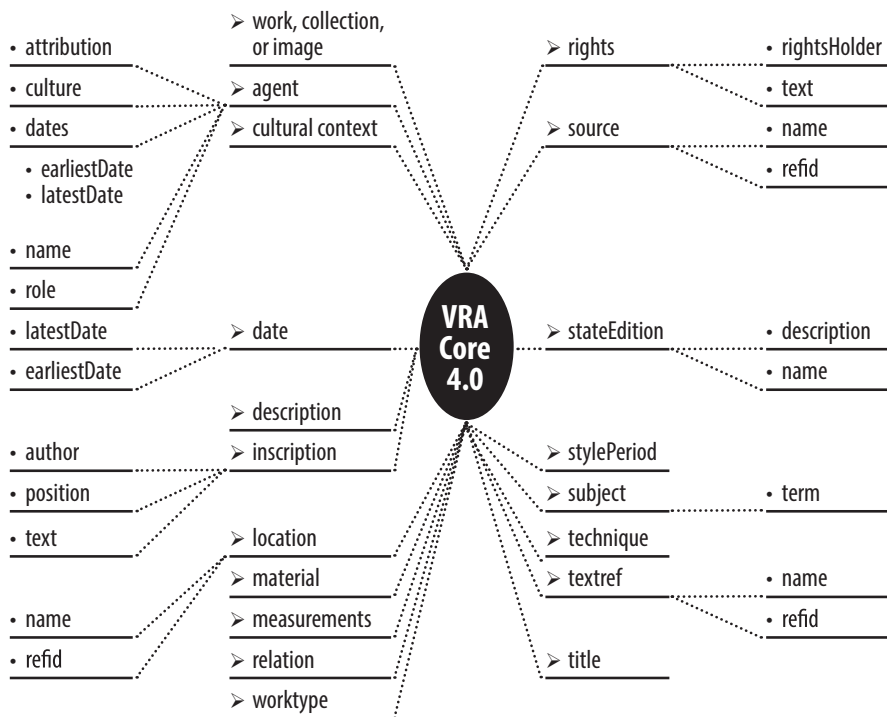 • attribution
• culture
• dates
• earliestDate
• latestDate
• name
• role
• latestDate
• earliestDate
• author
• position
• text
• name
• refid
➢ work, collection,
or image
➢ agent
➢ cultural context
➢ date
➢ description
➢ inscription
➢ location
➢ material
➢ measurements
➢ relation
➢ worktype
VRA
Core
4.0
➢ rights
➢ source
➢ stateEdition
➢ stylePeriod
➢ subject
➢ technique
➢ textref
➢ title
• rightsHolder
• text
• name
• refid
• description
• name
• term
• name
• refid